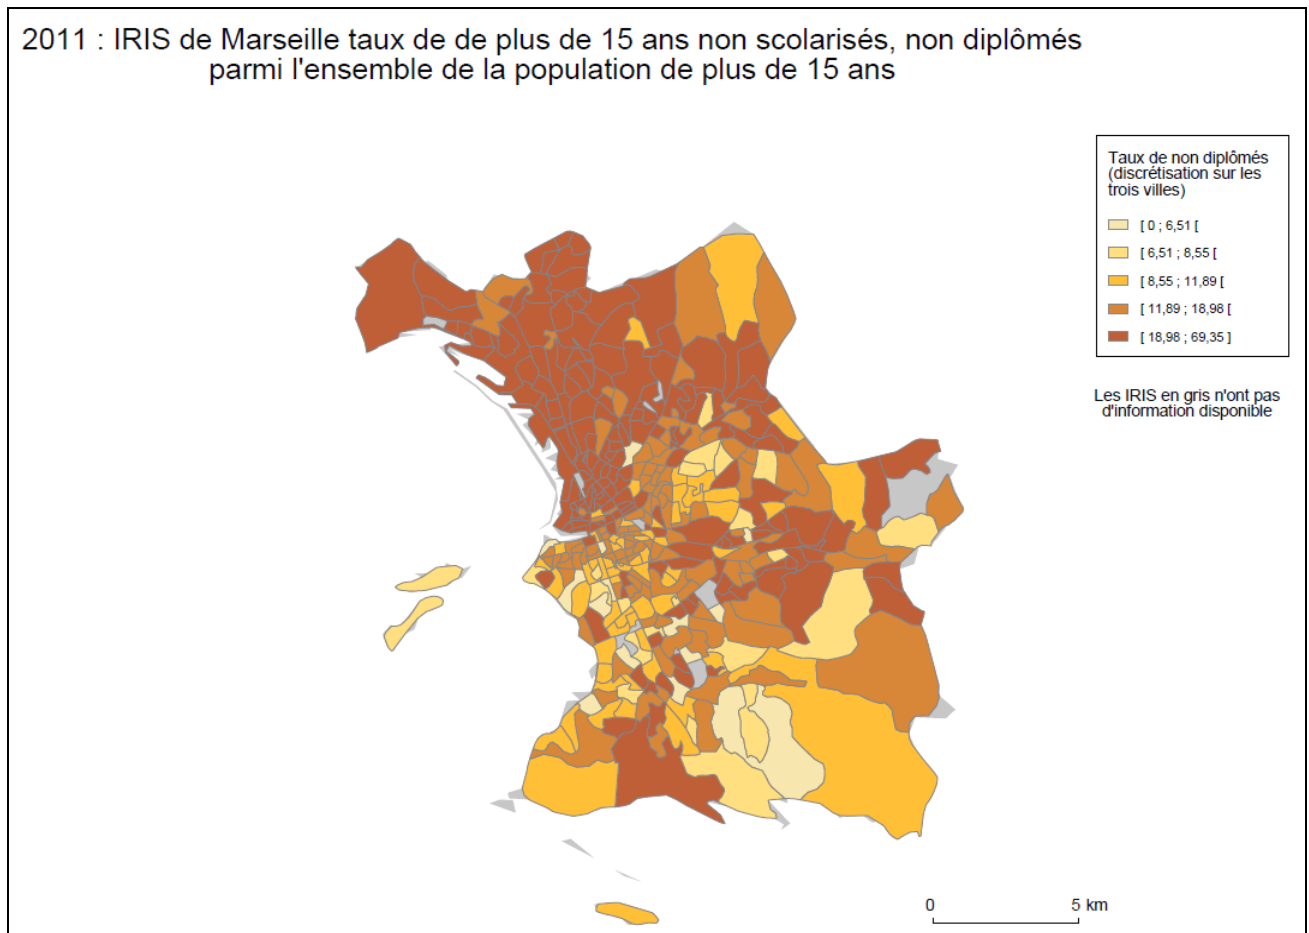 2011 : IRIS de Marseille taux de de plus de 15 ans non scolarisés, non diplômés
parmi l'ensemble de la population de plus de 15 ans
Taux de non diplômés
(discrétisation sur les
trois villes)
[ 0 ; 6,51 [
[ 6,51 ; 8,55 [
[ 8,55 ; 11,89 [
[ 11,89 ; 18,98 [
[ 18,98 ; 69,35 ]
Les IRIS en gris n'ont pas
d'information disponible
0 5 km